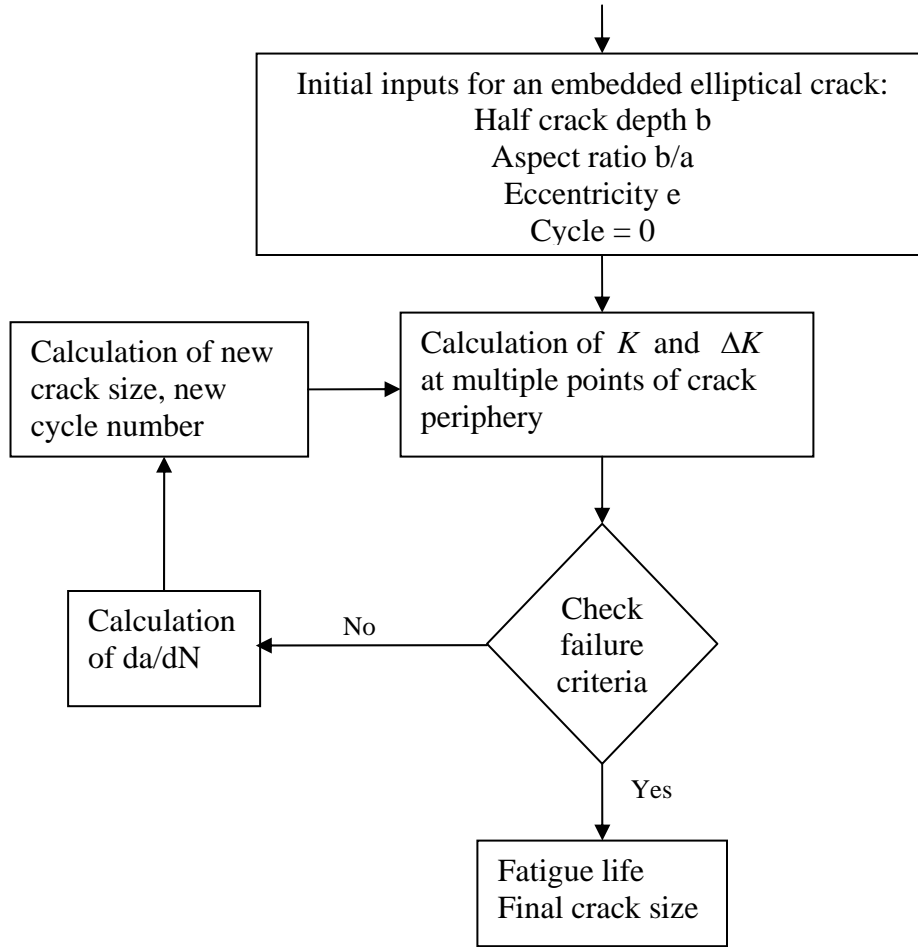 Initial inputs for an embedded elliptical crack:
Half crack depth b
Aspect ratio b/a
Eccentricity e
Cycle = 0
Calculation of new
crack size, new
cycle number
Calculation of K and ΔK
at multiple points of crack
periphery
Calculation
of da/dN
No
Check
failure
criteria
Yes
Fatigue life
Final crack size